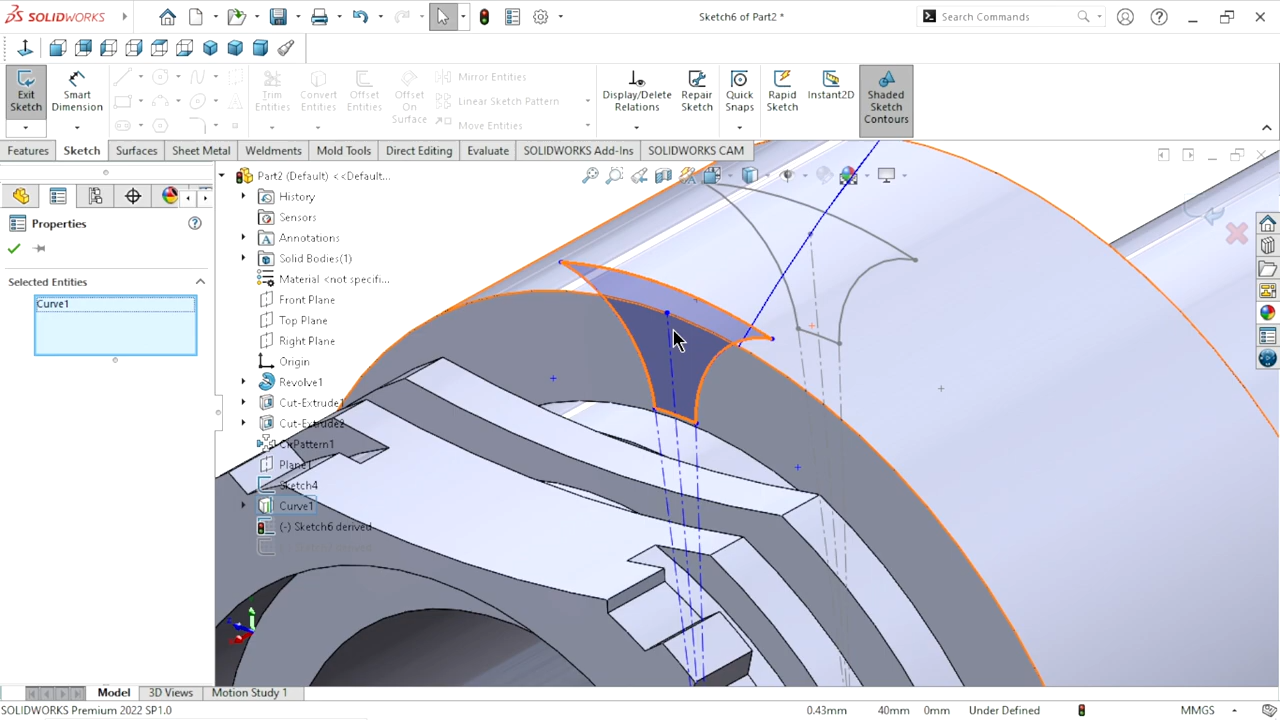 SOLIDWORKS
Sketch6 of Part2 *
Search Commands
Exit Sketch
Smart Dimension
Trim Entities
Convert Entities
Offset Entities
Offset On Surface
Mirror Entities
Linear Sketch Pattern
Move Entities
Display/Delete Relations
Repair Sketch
Quick Snaps
Rapid Sketch
Instant2D
Shaded Sketch Contours
Features
Sketch
Surfaces
Sheet Metal
Weldments
Mold Tools
Direct Editing
Evaluate
SOLIDWORKS Add-Ins
SOLIDWORKS CAM
Properties
Selected Entities
Curve1
Part2 (Default) <<Default...
History
Sensors
Annotations
Solid Bodies(1)
Material <not specifi...
Front Plane
Top Plane
Right Plane
Origin
Revolve1
Cut-Extrude1
Cut-Extrude2
CirPattern1
Plane1
Sketch4
Curve1
(-) Sketch6 derived
Model
3D Views
Motion Study 1
SOLIDWORKS Premium 2022 SP1.0
0.43mm
40mm
0mm
Under Defined
MMGS